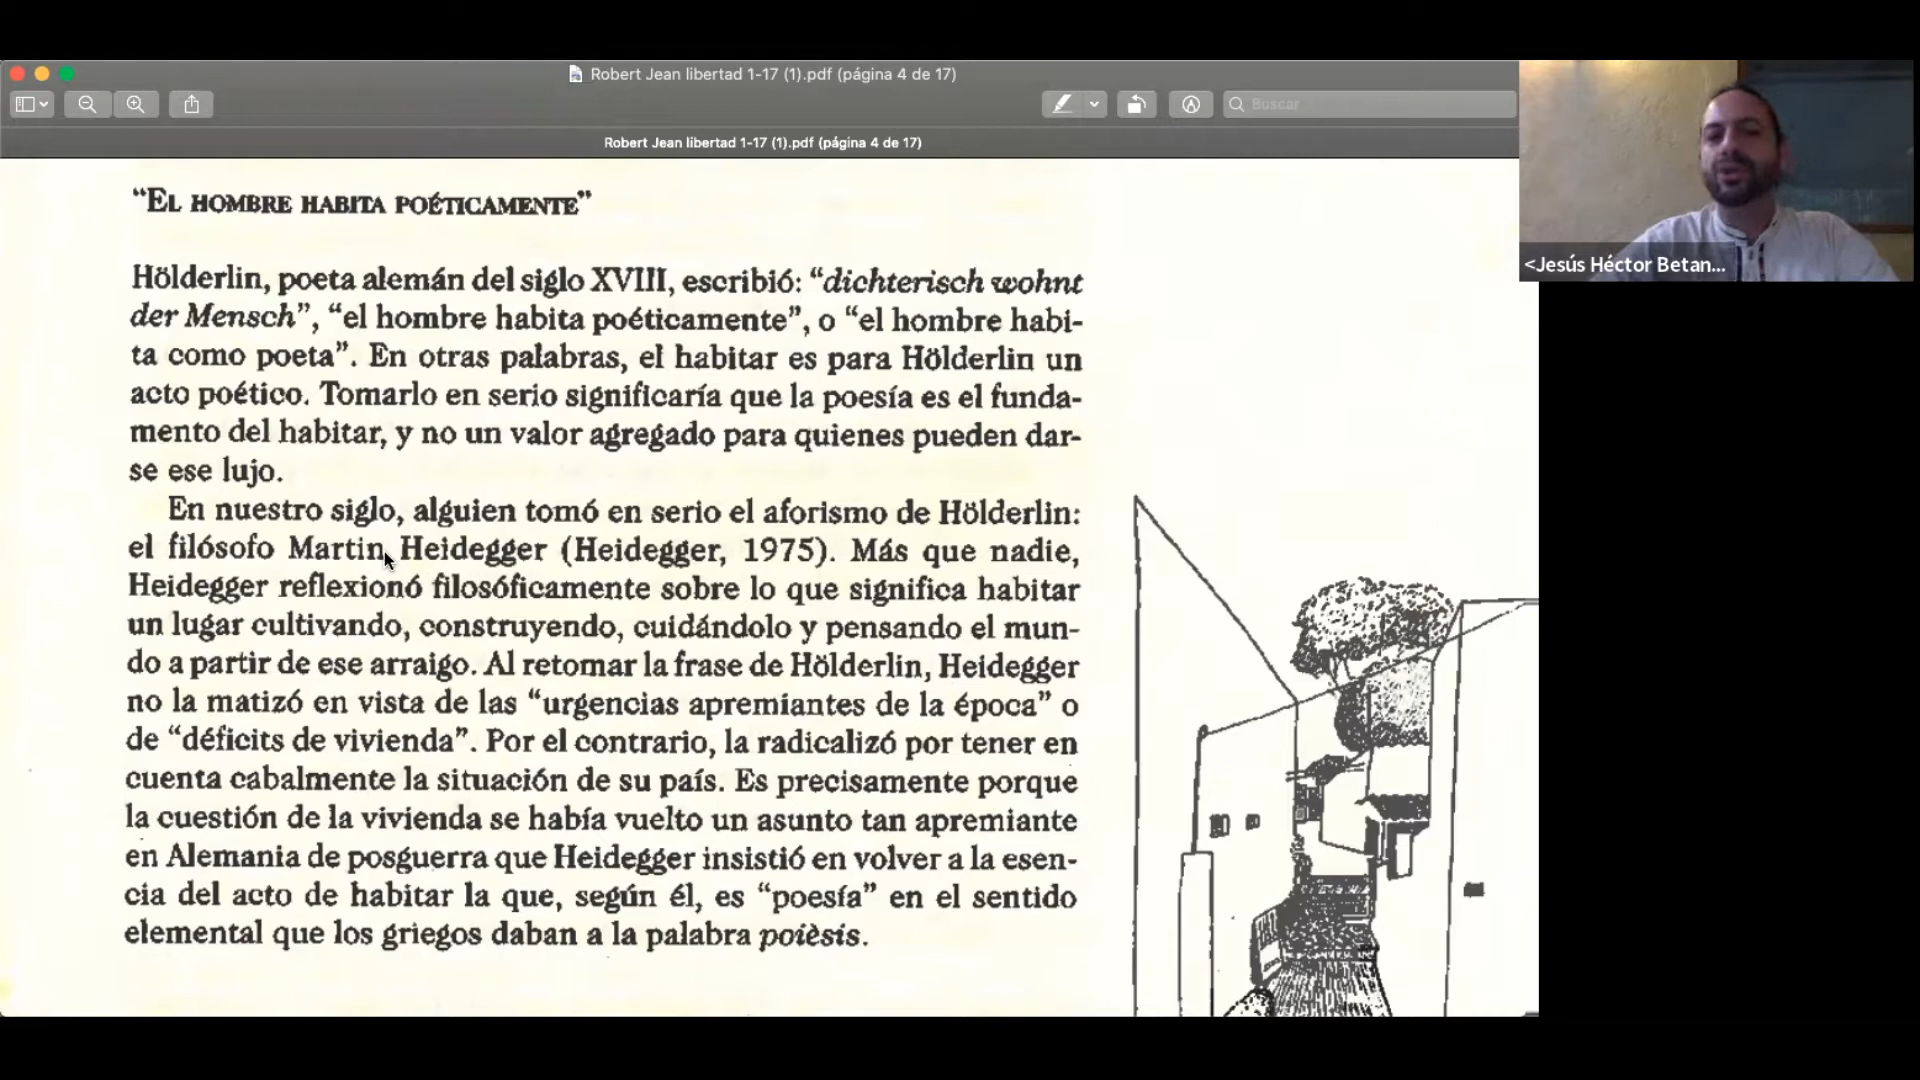 Robert Jean libertad 1-17 (1).pdf (página 4 de 17)
Buscar
Robert Jean libertad 1-17 (1).pdf (página 4 de 17)
<Jesús Héctor Betan...
“EL HOMBRE HABITA POÉTICAMENTE”
Hölderlin, poeta alemán del siglo XVIII, escribió: “dichterisch wohnt
der Mensch”, “el hombre habita poéticamente”, o “el hombre habi-
ta como poeta”. En otras palabras, el habitar es para Hölderlin un
acto poético. Tomarlo en serio significaría que la poesía es el funda-
mento del habitar, y no un valor agregado para quienes pueden dar-
se ese lujo.
En nuestro siglo, alguien tomó en serio el aforismo de Hölderlin:
el filósofo Martin Heidegger (Heidegger, 1975). Más que nadie,
Heidegger reflexionó filosóficamente sobre lo que significa habitar
un lugar cultivando, construyendo, cuidándolo y pensando el mun-
do a partir de ese arraigo. Al retomar la frase de Hölderlin, Heidegger
no la matizó en vista de las “urgencias apremiantes de la época” o
de “déficits de vivienda”. Por el contrario, la radicalizó por tener en
cuenta cabalmente la situación de su país. Es precisamente porque
la cuestión de la vivienda se había vuelto un asunto tan apremiante
en Alemania de posguerra que Heidegger insistió en volver a la esen-
cia del acto de habitar la que, según él, es “poesía” en el sentido
elemental que los griegos daban a la palabra poièsis.